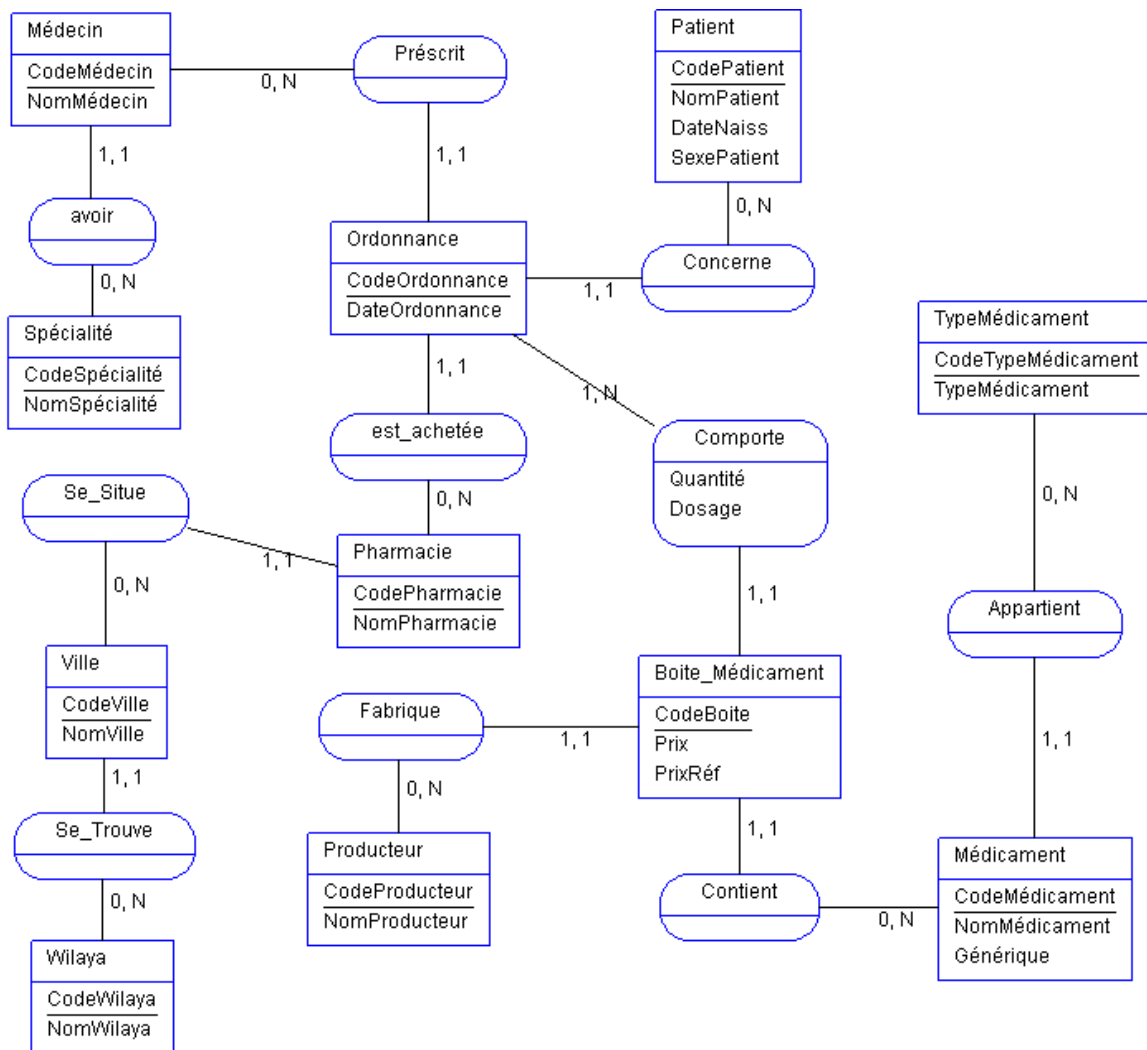 Médecin
CodeMédecin
NomMédecin
0, N
Préscrit
Patient
CodePatient
NomPatient
DateNaiss
SexePatient
1, 1
1, 1
0, N
avoir
Ordonnance
CodeOrdonnance
DateOrdonnance
1, 1
Concerne
0, N
Spécialité
CodeSpécialité
NomSpécialité
1, 1
1, N
TypeMédicament
CodeTypeMédicament
TypeMédicament
est_achetée
Comporte
Quantité
Dosage
0, N
Se_Situe
0, N
1, 1
Pharmacie
CodePharmacie
NomPharmacie
0, N
1, 1
Appartient
Ville
CodeVille
NomVille
Fabrique
1, 1
Boite_Médicament
CodeBoite
Prix
PrixRéf
1, 1
1, 1
Se_Trouve
0, N
1, 1
Producteur
CodeProducteur
NomProducteur
Contient
0, N
Médicament
CodeMédicament
NomMédicament
Générique
0, N
Wilaya
CodeWilaya
NomWilaya